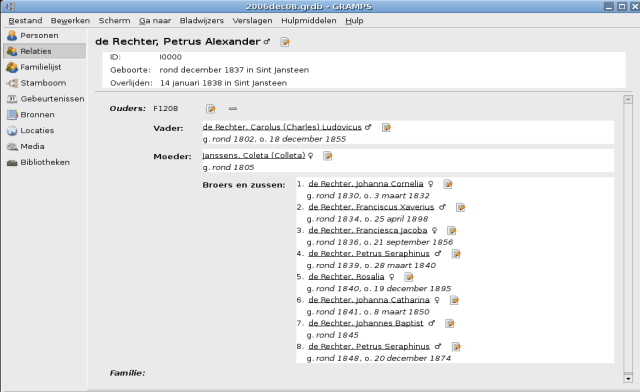 2006dec08.grdb - GRAMPS
Bestand Bewerken Scherm Ga naar Bladwijzers Verslagen Hulpmiddelen Hulp
Personen
Relaties
Familielijst
Stamboom
Gebeurtenissen
Bronnen
Locaties
Media
Bibliotheken
de Rechter, Petrus Alexander ♂
ID: I0000
Geboorte: rond december 1837 in Sint Jansteen
Overlijden: 14 januari 1838 in Sint Jansteen
Ouders: F1208
Vader: de Rechter, Carolus (Charles) Ludovicus ♂
g. rond 1802, o. 18 december 1855
Moeder: Janssens, Coleta (Colleta) ♀
g. rond 1805
Broers en zussen: 1. de Rechter, Johanna Cornelia ♀
g. rond 1830, o. 3 maart 1832
2. de Rechter, Franciscus Xaverius ♂
g. rond 1834, o. 25 april 1898
3. de Rechter, Franciesca Jacoba ♀
g. rond 1836, o. 21 september 1856
4. de Rechter, Petrus Seraphinus ♂
g. rond 1839, o. 28 maart 1840
5. de Rechter, Rosalia ♀
g. rond 1840, o. 19 december 1895
6. de Rechter, Johanna Catharina ♀
g. rond 1841, o. 8 maart 1850
7. de Rechter, Johannes Baptist ♂
g. rond 1845
8. de Rechter, Petrus Seraphinus ♂
g. rond 1848, o. 20 december 1874
Familie: